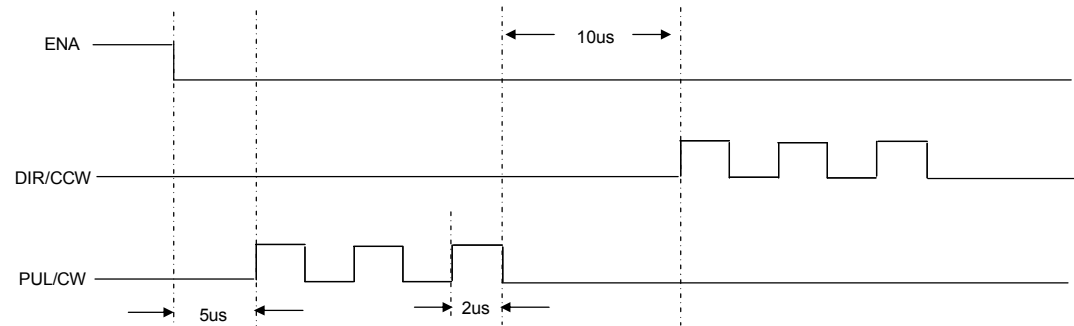 ENA
10us
DIR/CCW
PUL/CW
5us
2us